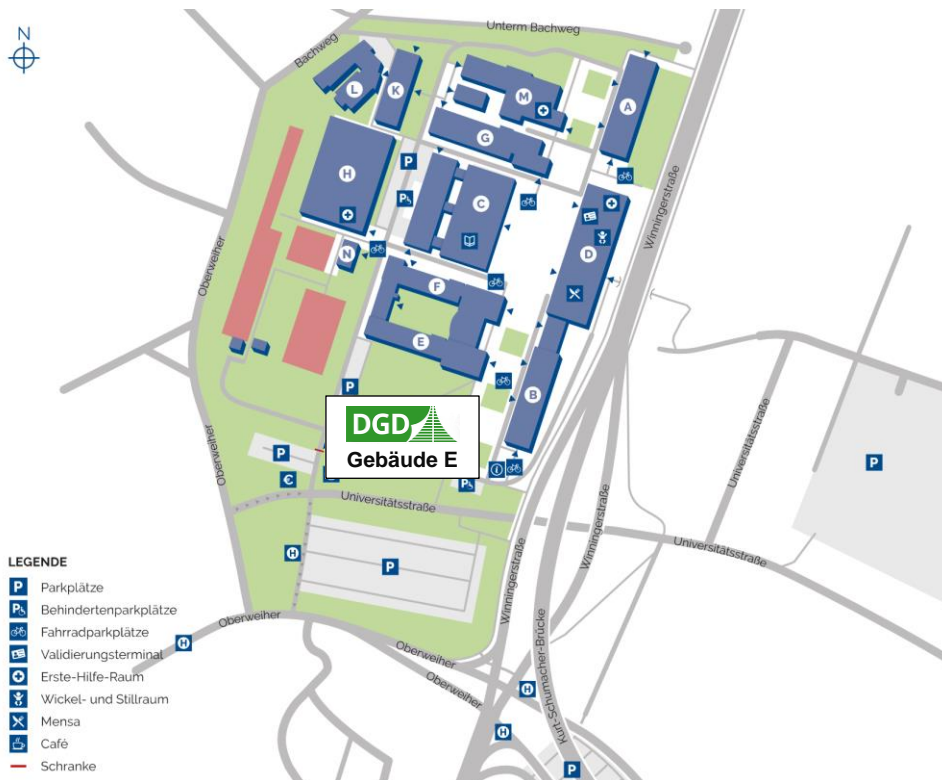 N
Unterm Bachweg
Bachweg
L
K
M
A
G
P
H
P
C
Winningerstraße
D
N
Oberweiher
F
E
B
P
DGD
Gebäude E
P
P
i
P
€
Oberweiher
Universitätsstraße
Universitätsstraße
Universitätsstraße
H
P
Winningerstraße
Winningerstraße
LEGENDE
P Parkplätze
P Behindertenparkplätze
Fahrradparkplätze
Validierungsterminal
Erste-Hilfe-Raum
Wickel- und Stillraum
Mensa
Café
Schranke
Oberweiher
H
Oberweiher
Oberweiher
H
H
Kurt-Schumacher-Brücke
P